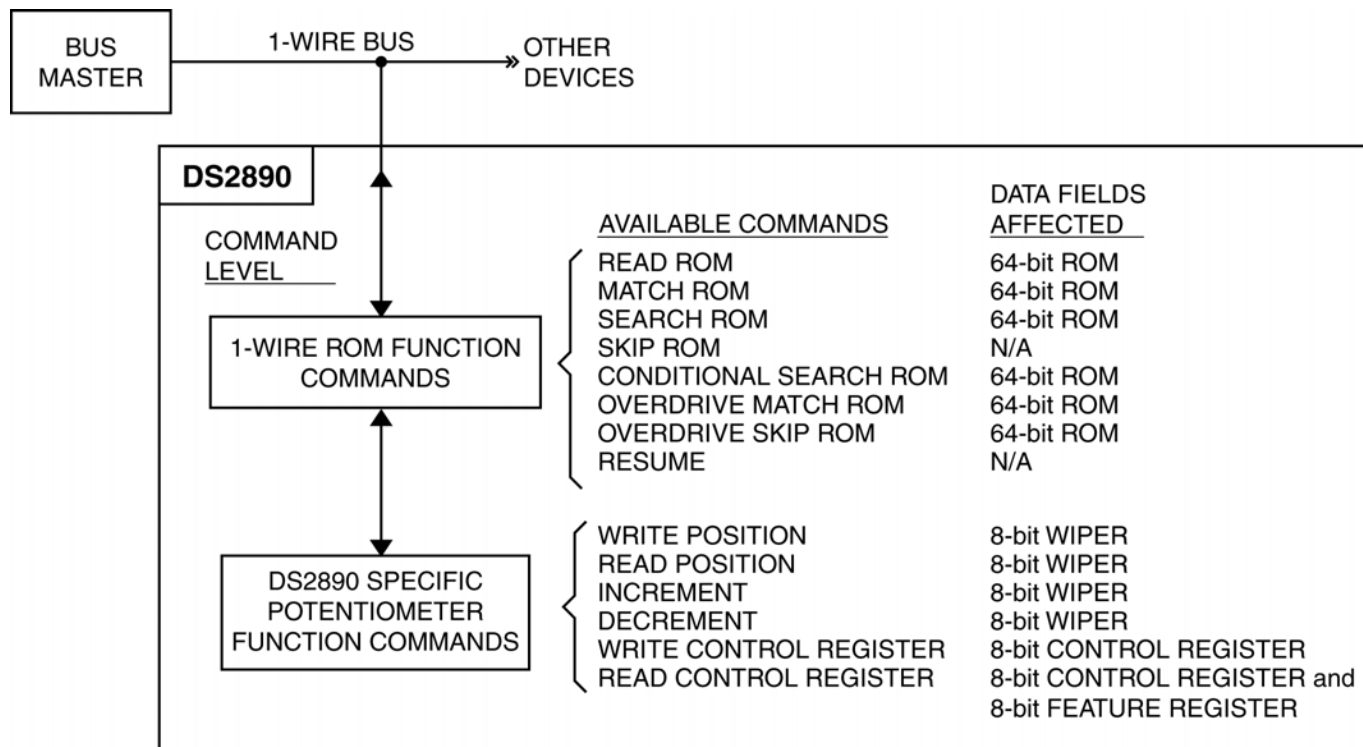 BUS
MASTER
1-WIRE BUS
OTHER
DEVICES
DS2890
COMMAND
LEVEL
AVAILABLE COMMANDS
DATA FIELDS
AFFECTED
1-WIRE ROM FUNCTION
COMMANDS
READ ROM 64-bit ROM
MATCH ROM 64-bit ROM
SEARCH ROM 64-bit ROM
SKIP ROM N/A
CONDITIONAL SEARCH ROM 64-bit ROM
OVERDRIVE MATCH ROM 64-bit ROM
OVERDRIVE SKIP ROM 64-bit ROM
RESUME N/A
DS2890 SPECIFIC
POTENTIOMETER
FUNCTION COMMANDS
WRITE POSITION 8-bit WIPER
READ POSITION 8-bit WIPER
INCREMENT 8-bit WIPER
DECREMENT 8-bit WIPER
WRITE CONTROL REGISTER 8-bit CONTROL REGISTER
READ CONTROL REGISTER 8-bit CONTROL REGISTER and
8-bit FEATURE REGISTER